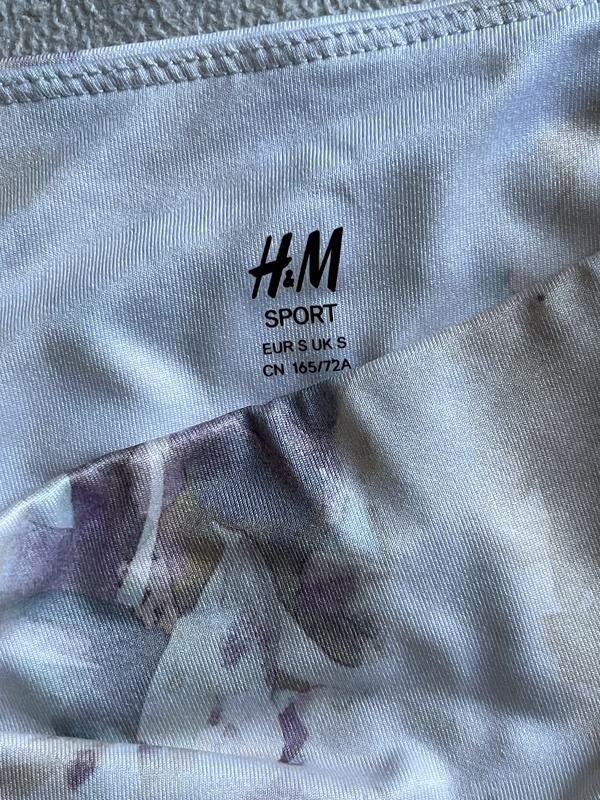 H&M
SPORT
EUR S UK S
CN 165/72A